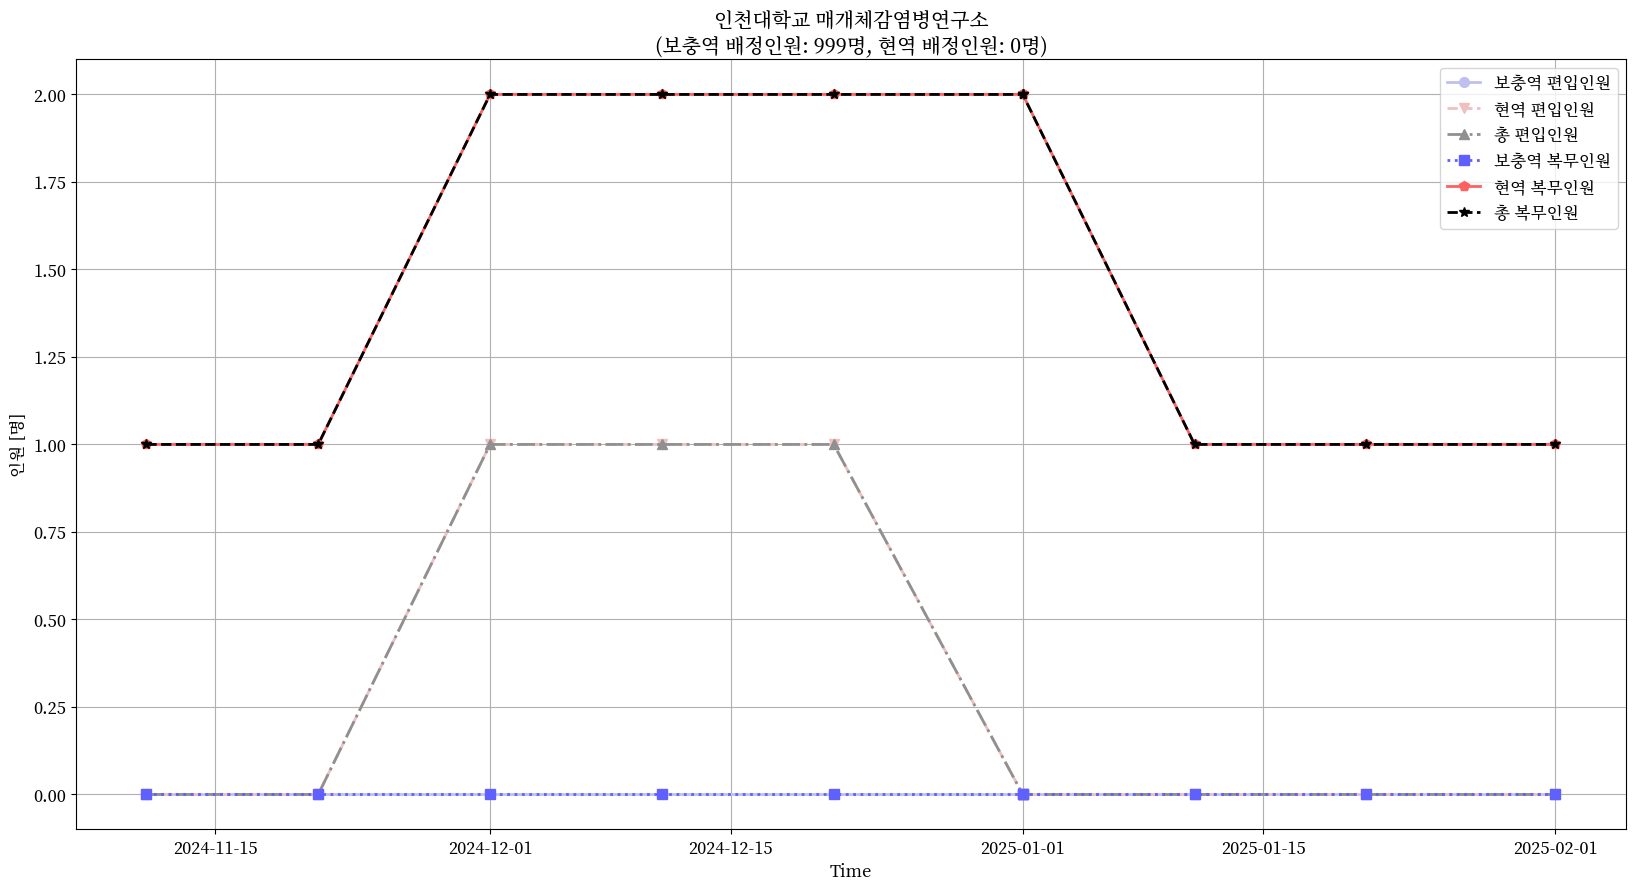 인천대학교 매개체감염병연구소
(보충역 배정인원: 999명, 현역 배정인원: 0명)
보충역 편입인원
현역 편입인원
총 편입인원
보충역 복무인원
현역 복무인원
총 복무인원
인원 [명]
2.00
1.75
1.50
1.25
1.00
0.75
0.50
0.25
0.00
2024-11-15
2024-12-01
2024-12-15
2025-01-01
2025-01-15
2025-02-01
Time